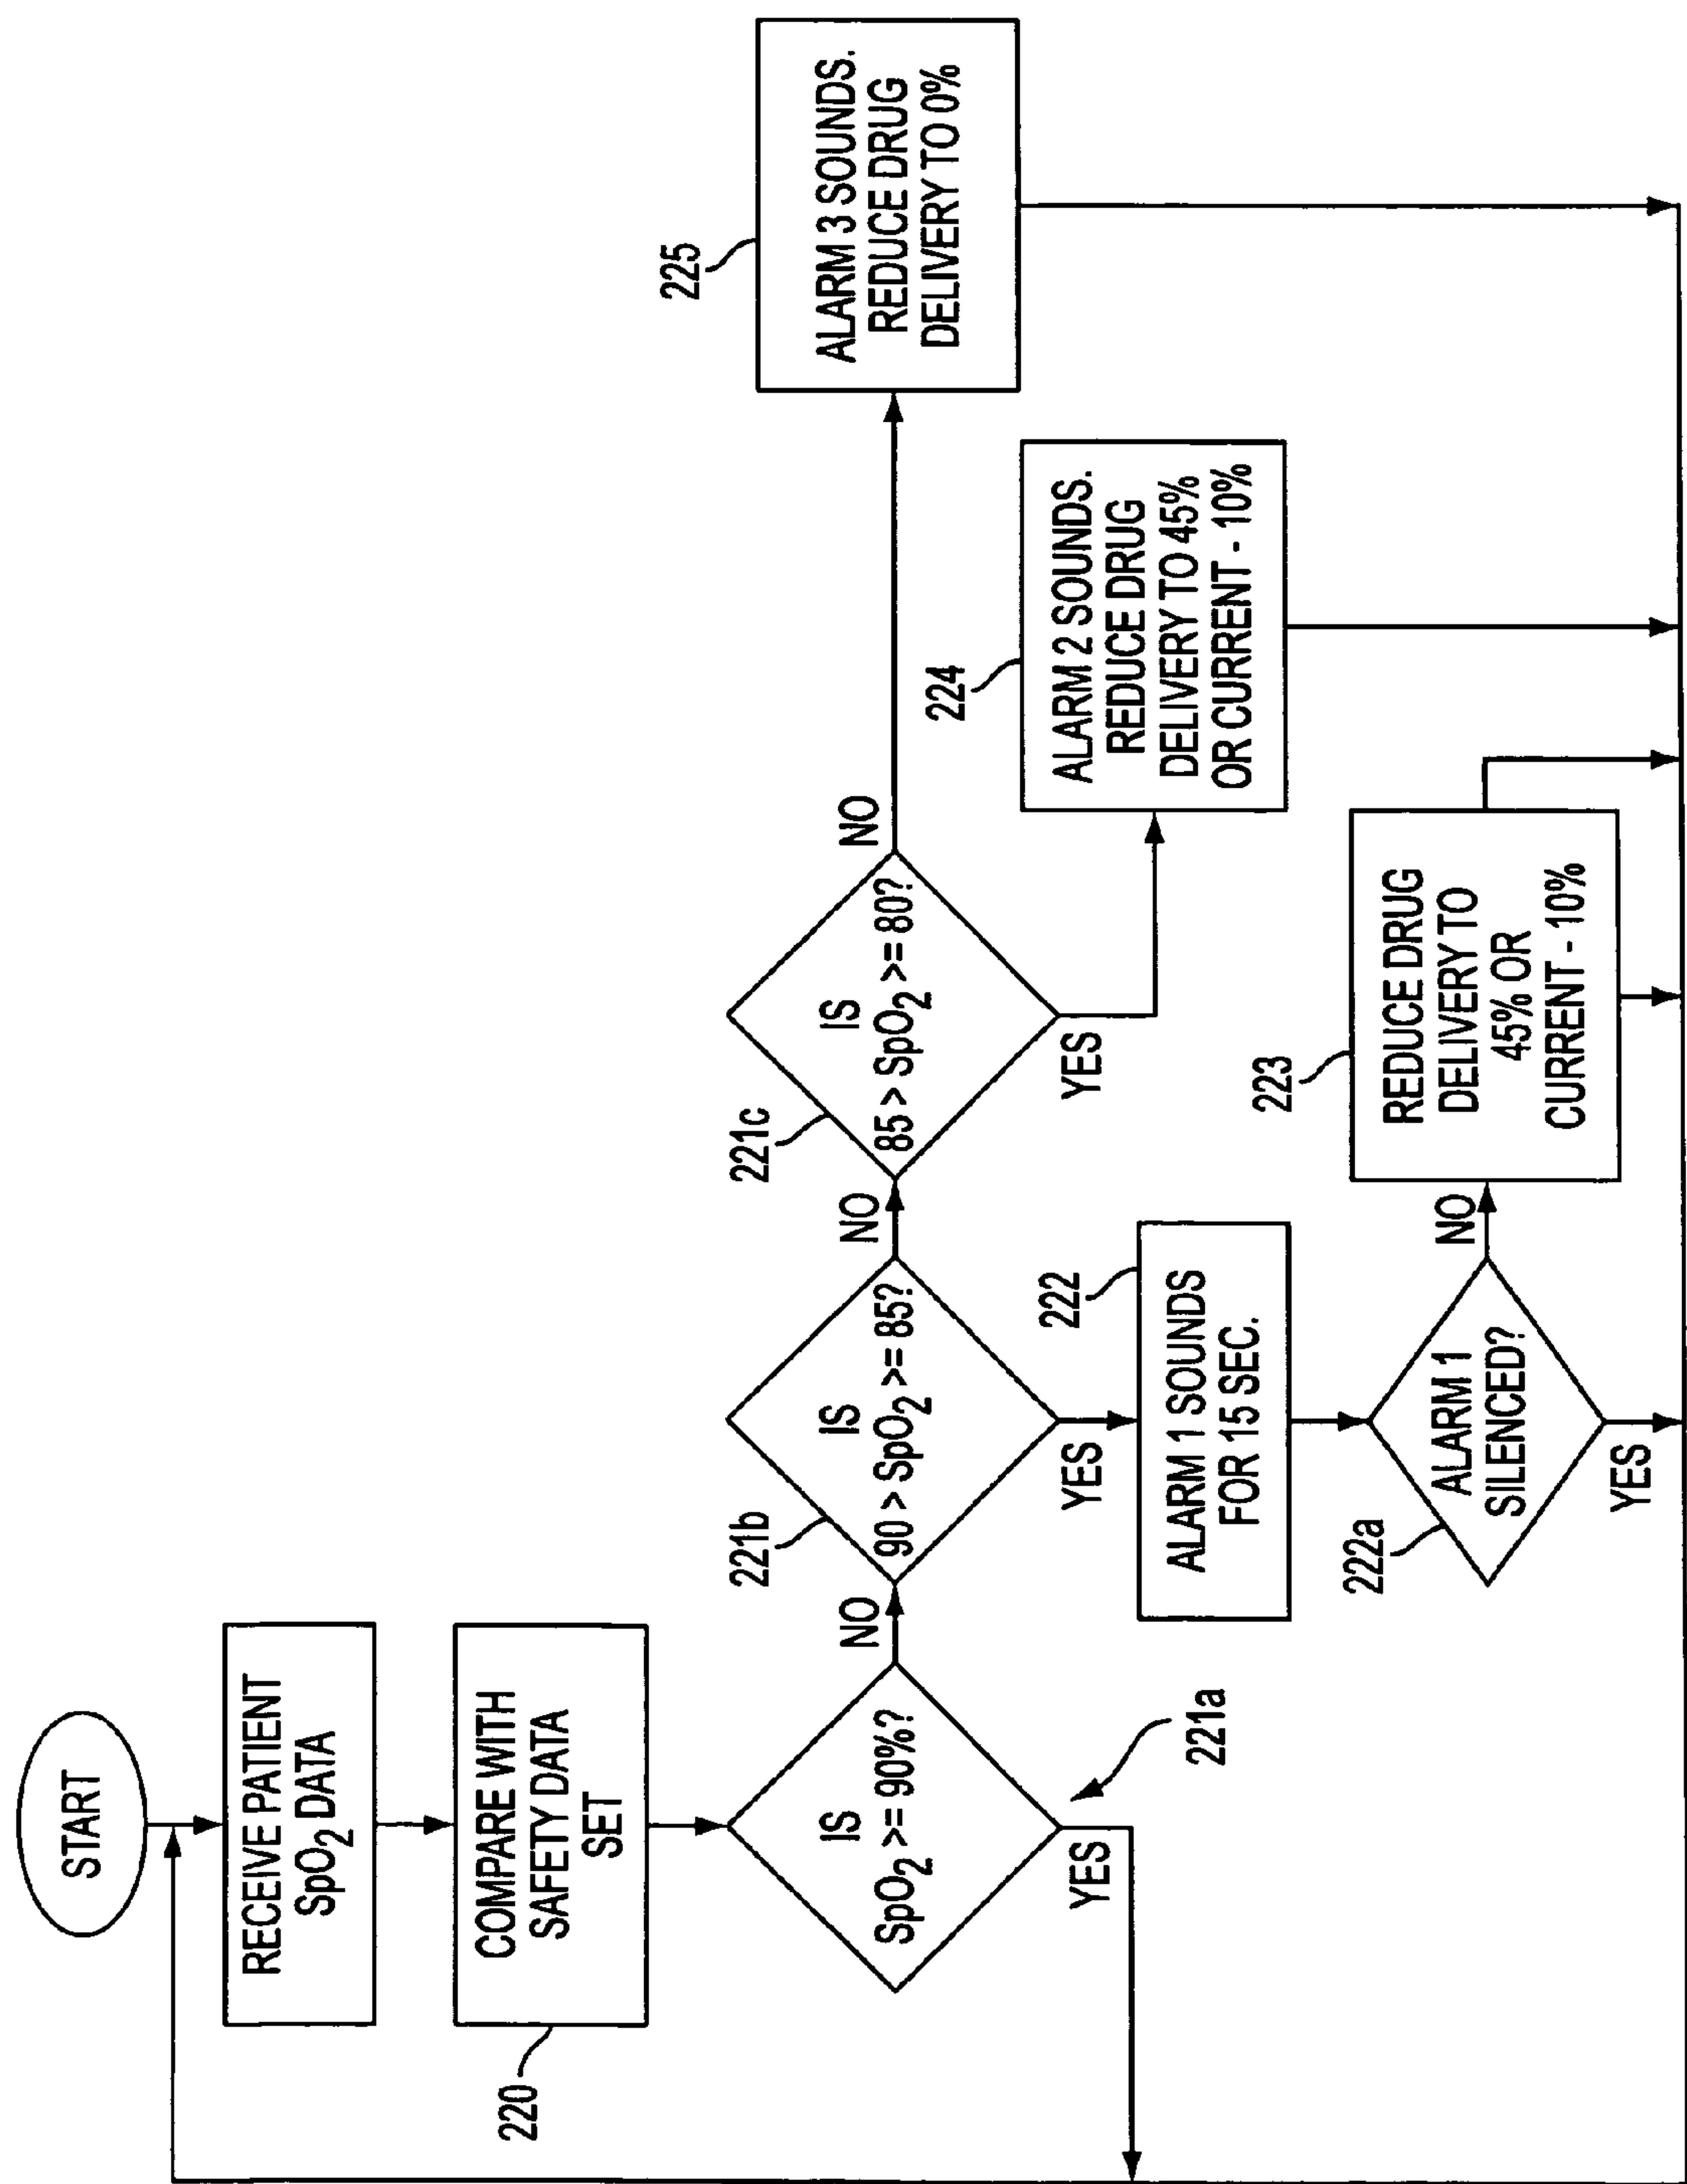 START
RECEIVE PATIENT
SpO2 DATA
220
COMPARE WITH
SAFETY DATA
SET
221a
IS
SpO2 >= 90%?
YES
NO
221b
IS
90 > SpO2 >= 85?
YES
NO
221c
IS
85 > SpO2 >= 80?
YES
NO
222
ALARM 1 SOUNDS
FOR 15 SEC.
222a
ALARM 1
SILENCED?
YES
NO
223
REDUCE DRUG
DELIVERY TO
45% OR
CURRENT - 10%
224
ALARM 2 SOUNDS.
REDUCE DRUG
DELIVERY TO 45%
OR CURRENT - 10%
225
ALARM 3 SOUNDS.
REDUCE DRUG
DELIVERY TO 0%